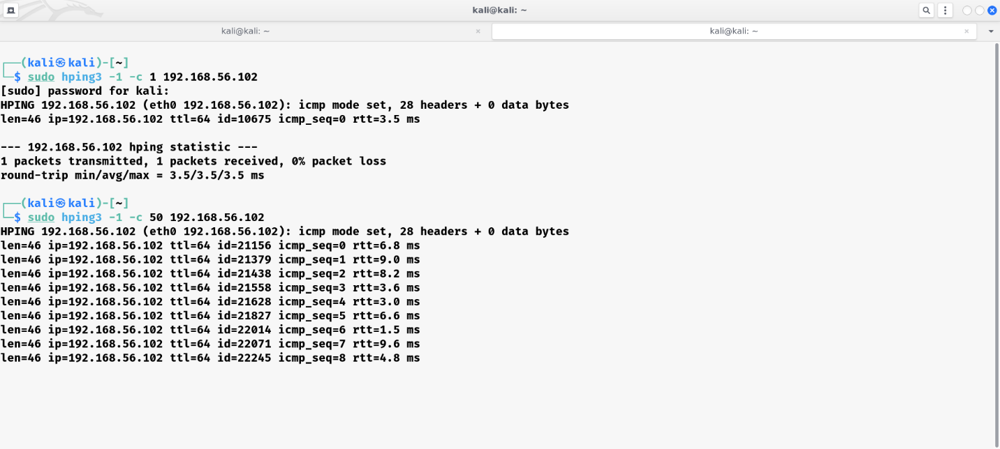 kali@kali: ~
kali@kali: ~ × kali@kali: ~ ×
┌──(kali㉿kali)-[~]
└─$ sudo hping3 -1 -c 1 192.168.56.102
[sudo] password for kali:
HPING 192.168.56.102 (eth0 192.168.56.102): icmp mode set, 28 headers + 0 data bytes
len=46 ip=192.168.56.102 ttl=64 id=10675 icmp_seq=0 rtt=3.5 ms
--- 192.168.56.102 hping statistic ---
1 packets transmitted, 1 packets received, 0% packet loss
round-trip min/avg/max = 3.5/3.5/3.5 ms
┌──(kali㉿kali)-[~]
└─$ sudo hping3 -1 -c 50 192.168.56.102
HPING 192.168.56.102 (eth0 192.168.56.102): icmp mode set, 28 headers + 0 data bytes
len=46 ip=192.168.56.102 ttl=64 id=21156 icmp_seq=0 rtt=6.8 ms
len=46 ip=192.168.56.102 ttl=64 id=21379 icmp_seq=1 rtt=9.0 ms
len=46 ip=192.168.56.102 ttl=64 id=21438 icmp_seq=2 rtt=8.2 ms
len=46 ip=192.168.56.102 ttl=64 id=21558 icmp_seq=3 rtt=3.6 ms
len=46 ip=192.168.56.102 ttl=64 id=21628 icmp_seq=4 rtt=3.0 ms
len=46 ip=192.168.56.102 ttl=64 id=21827 icmp_seq=5 rtt=6.6 ms
len=46 ip=192.168.56.102 ttl=64 id=22014 icmp_seq=6 rtt=1.5 ms
len=46 ip=192.168.56.102 ttl=64 id=22071 icmp_seq=7 rtt=9.6 ms
len=46 ip=192.168.56.102 ttl=64 id=22245 icmp_seq=8 rtt=4.8 ms